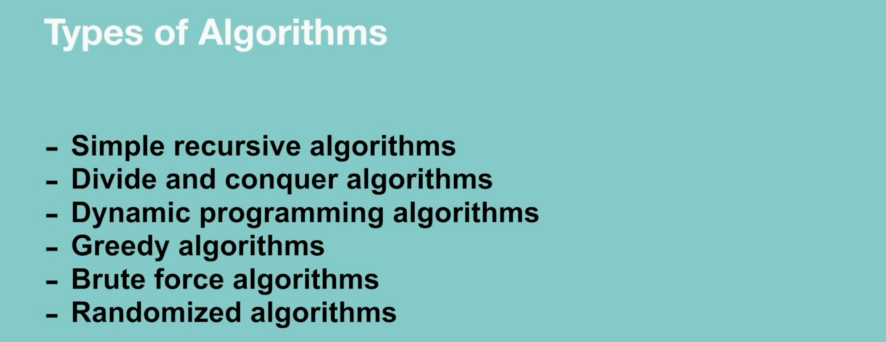 Types of Algorithms
- Simple recursive algorithms
- Divide and conquer algorithms
- Dynamic programming algorithms
- Greedy algorithms
- Brute force algorithms
- Randomized algorithms